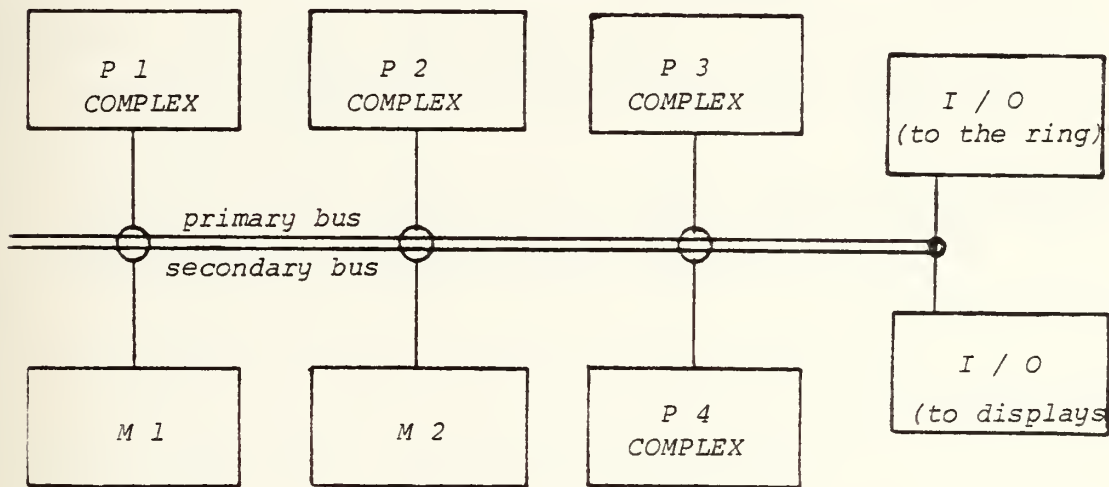 P 1
COMPLEX
P 2
COMPLEX
P 3
COMPLEX
I / O
(to the ring)
primary bus
secondary bus
M 1
M 2
P 4
COMPLEX
I / O
(to displays